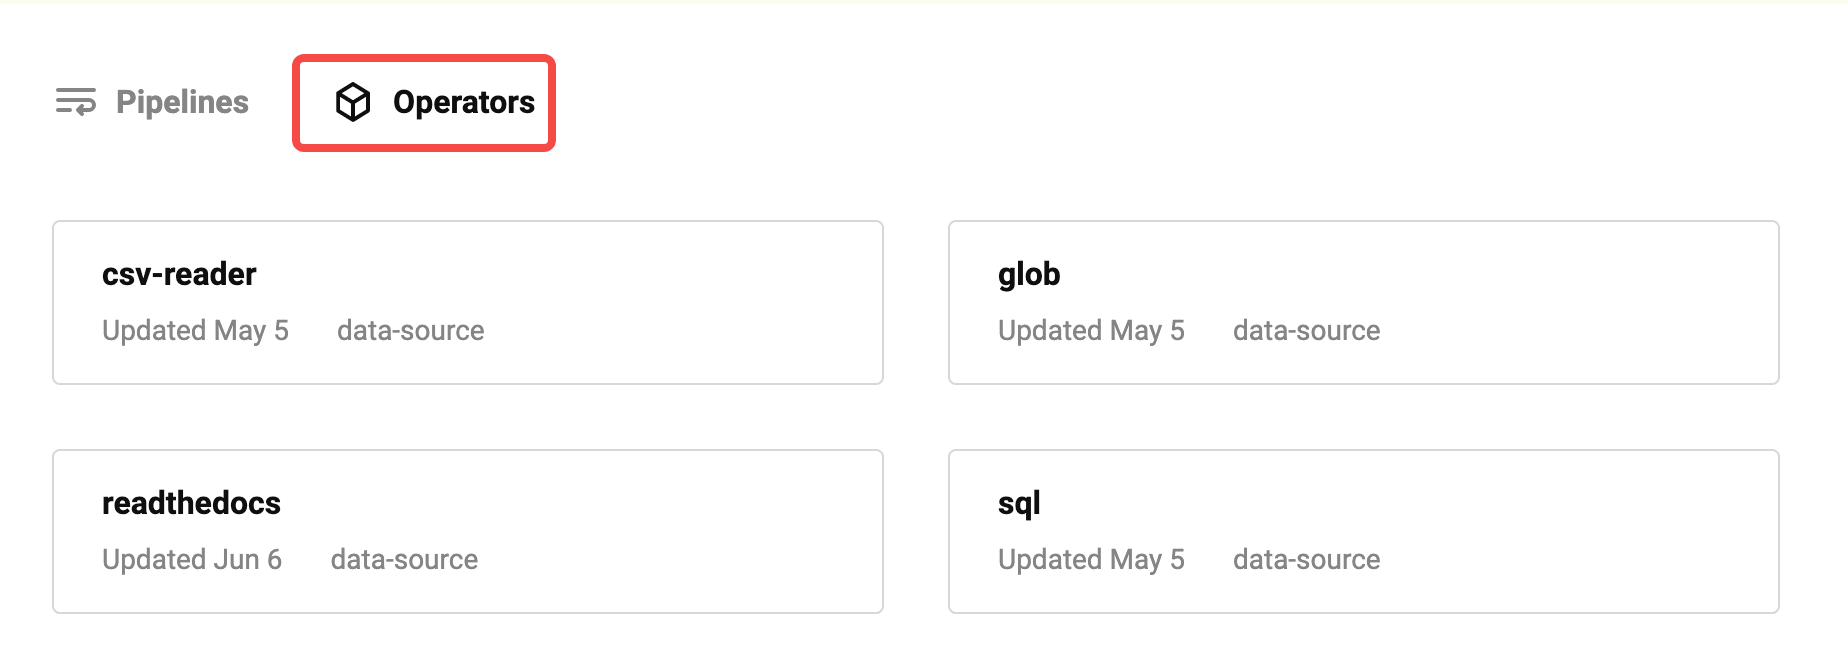 Pipelines
Operators
csv-reader
Updated May 5 data-source
glob
Updated May 5 data-source
readthedocs
Updated Jun 6 data-source
sql
Updated May 5 data-source